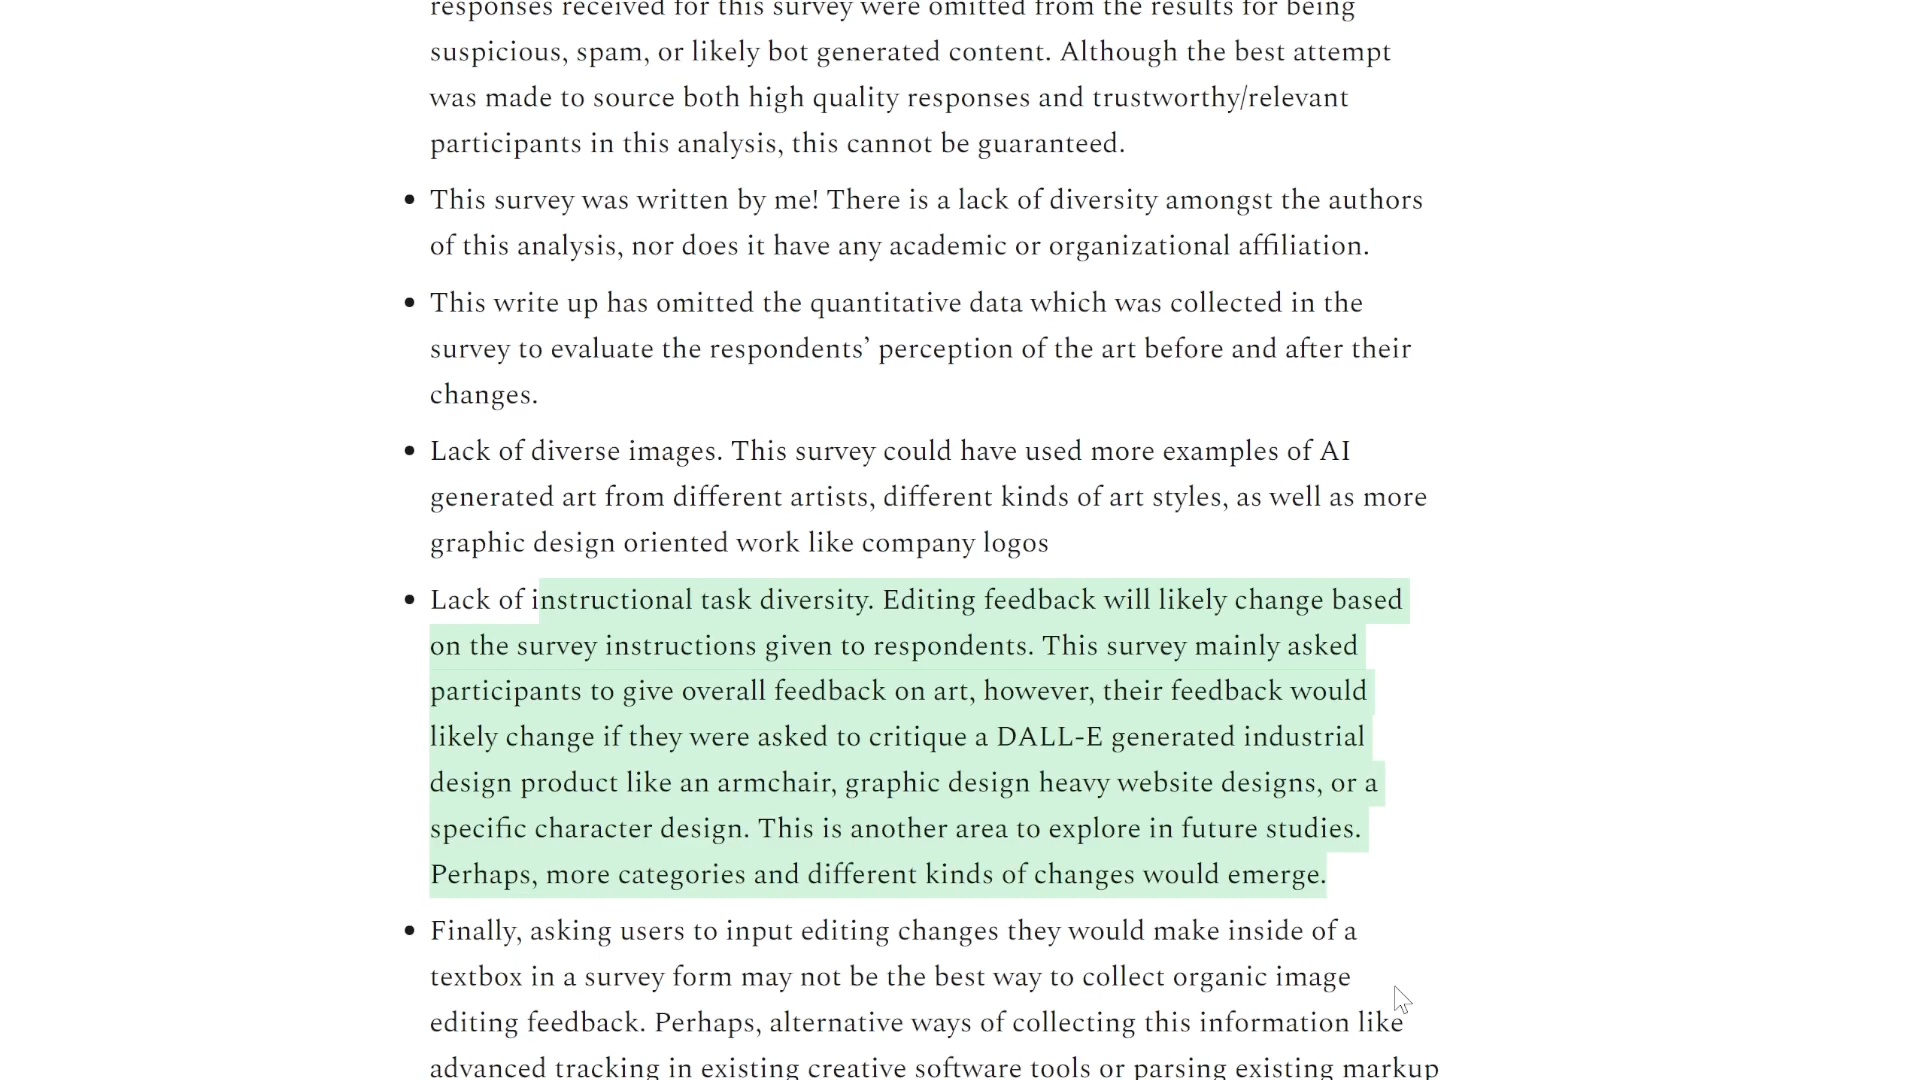 responses received for this survey were omitted from the results for being
suspicious, spam, or likely bot generated content. Although the best attempt
was made to source both high quality responses and trustworthy/relevant
participants in this analysis, this cannot be guaranteed.
• This survey was written by me! There is a lack of diversity amongst the authors
of this analysis, nor does it have any academic or organizational affiliation.
• This write up has omitted the quantitative data which was collected in the
survey to evaluate the respondents’ perception of the art before and after their
changes.
• Lack of diverse images. This survey could have used more examples of AI
generated art from different artists, different kinds of art styles, as well as more
graphic design oriented work like company logos
• Lack of instructional task diversity. Editing feedback will likely change based
on the survey instructions given to respondents. This survey mainly asked
participants to give overall feedback on art, however, their feedback would
likely change if they were asked to critique a DALL-E generated industrial
design product like an armchair, graphic design heavy website designs, or a
specific character design. This is another area to explore in future studies.
Perhaps, more categories and different kinds of changes would emerge.
• Finally, asking users to input editing changes they would make inside of a
textbox in a survey form may not be the best way to collect organic image
editing feedback. Perhaps, alternative ways of collecting this information like
advanced tracking in existing creative software tools or parsing existing markup